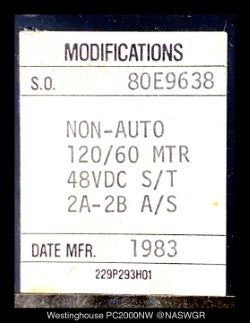 MODIFICATIONS
S.O. 80E9638
NON-AUTO
120/60 MTR
48VDC S/T
2A-2B A/S
DATE MFR. 1983
229P293H01
Westinghouse PC2000NW @NASWGR